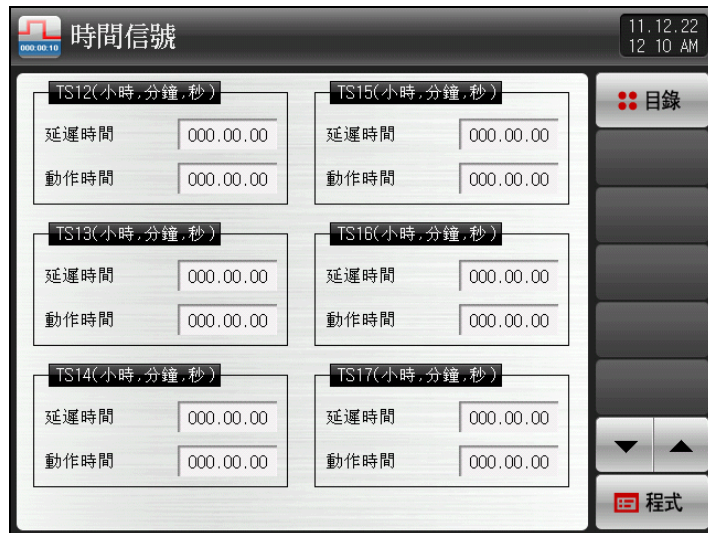 000:00:10
時間信號
11.12.22
12 10 AM
TS12(小時,分鐘,秒)
延遲時間 000.00.00
動作時間 000.00.00
TS15(小時,分鐘,秒)
延遲時間 000.00.00
動作時間 000.00.00
TS13(小時,分鐘,秒)
延遲時間 000.00.00
動作時間 000.00.00
TS16(小時,分鐘,秒)
延遲時間 000.00.00
動作時間 000.00.00
TS14(小時,分鐘,秒)
延遲時間 000.00.00
動作時間 000.00.00
TS17(小時,分鐘,秒)
延遲時間 000.00.00
動作時間 000.00.00
目錄
程式